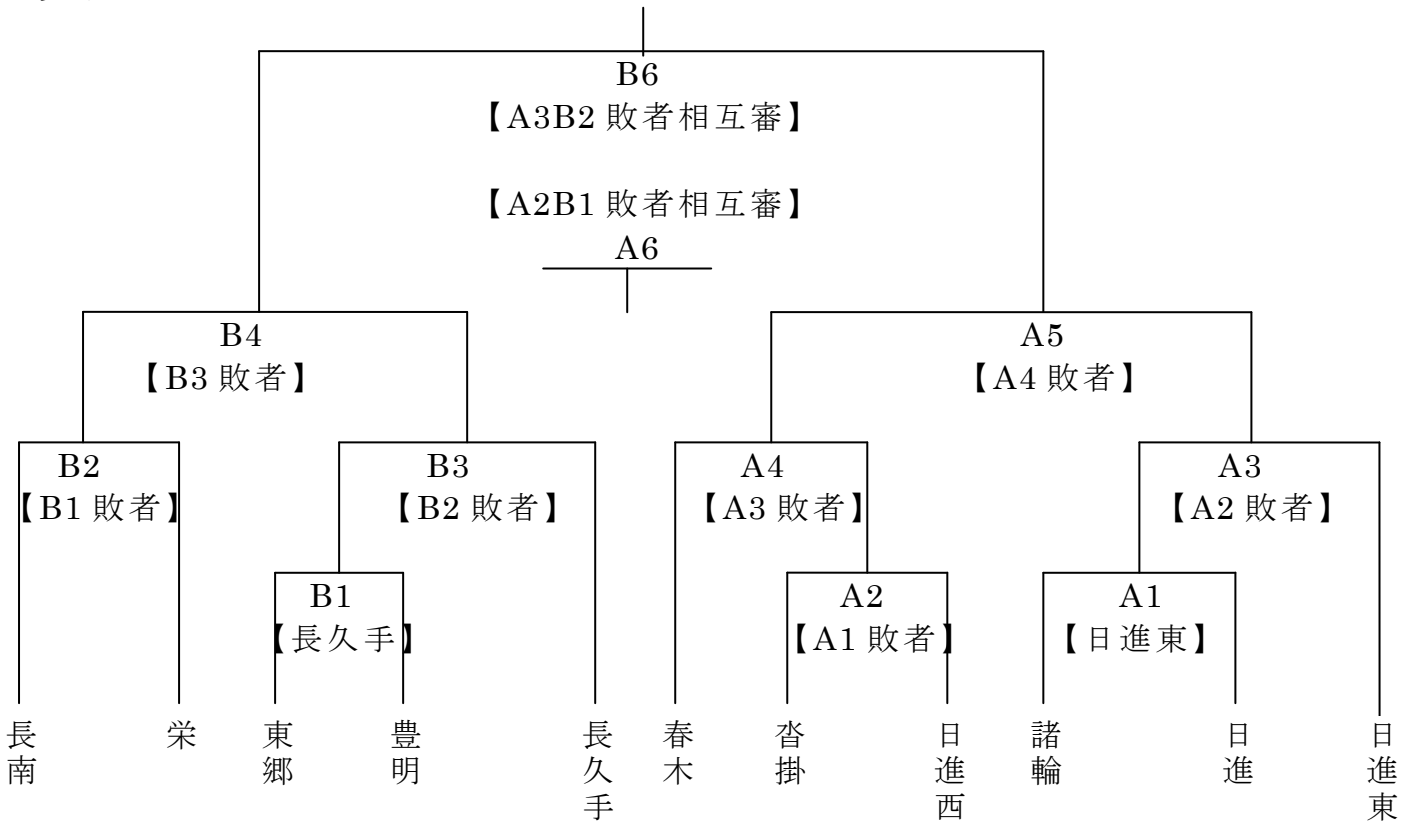 B6
【A3B2 敗者相互審】
【A2B1 敗者相互審】
A6
B4
【B3 敗者】
A5
【A4 敗者】
B2
【B1 敗者】
B3
【B2 敗者】
A4
【A3 敗者】
A3
【A2 敗者】
B1
【長久手】
A2
【A1 敗者】
A1
【日進東】
長南
栄
東郷
豊明
長久手
春木
沓掛
日進西
諸輪
日進
日進東